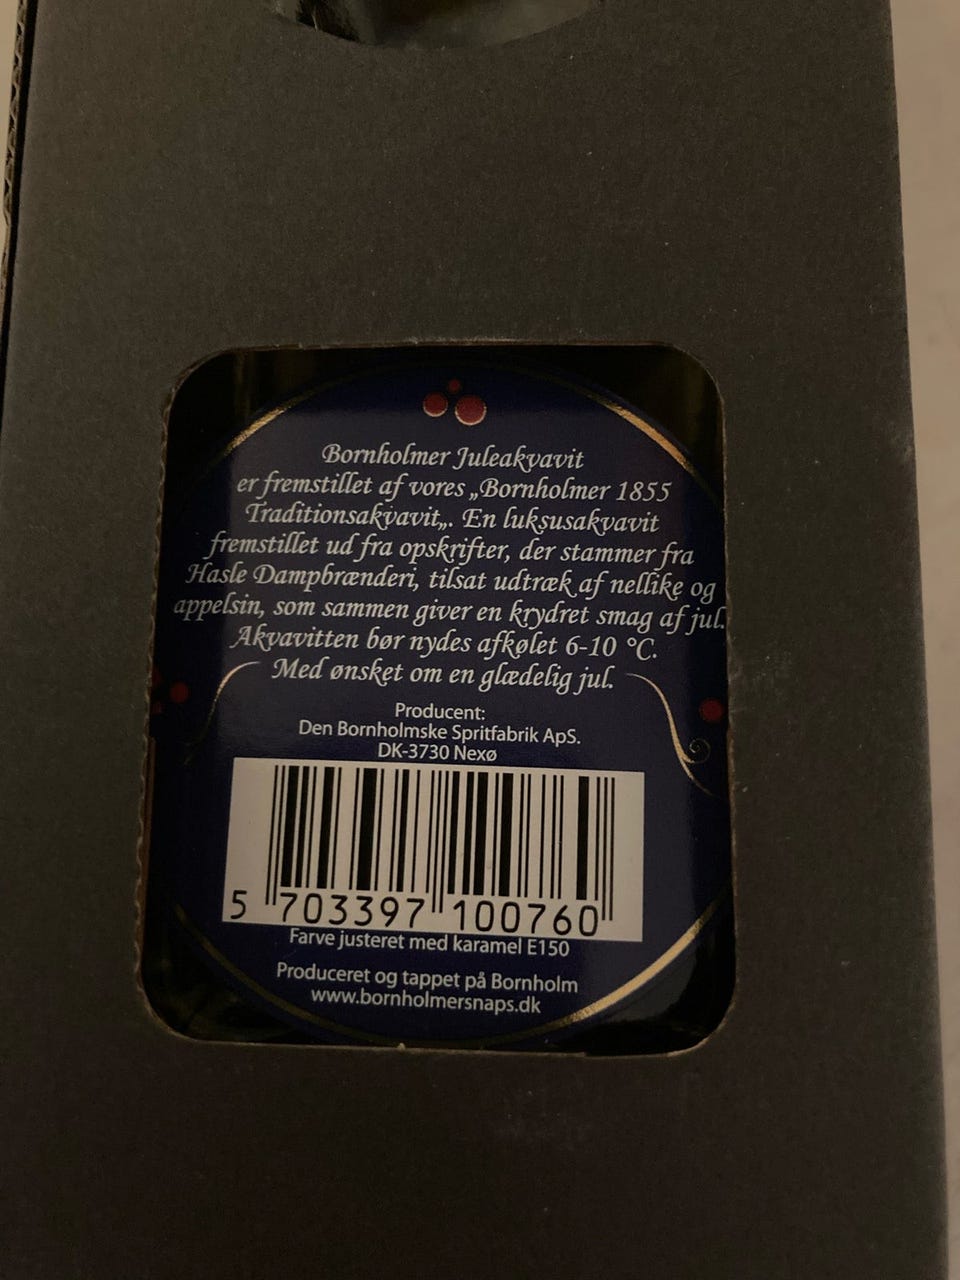 Bornholmer Juleakvavit
er fremstillet af vores „Bornholmer 1855
Traditionsakvavit„. En luksusakvavit
fremstillet ud fra opskrifter, der stammer fra
Hasle Dampbrænderi, tilsat udtræk af nellike og
appelsin, som sammen giver en krydret smag af jul.
Akvavitten bør nydes afkølet 6-10 °C.
Med ønsket om en glædelig jul.
Producent:
Den Bornholmske Spritfabrik ApS.
DK-3730 Nexø
5 703397 100760
Farve justeret med karamel E150
Produceret og tappet på Bornholm
www.bornholmersnaps.dk